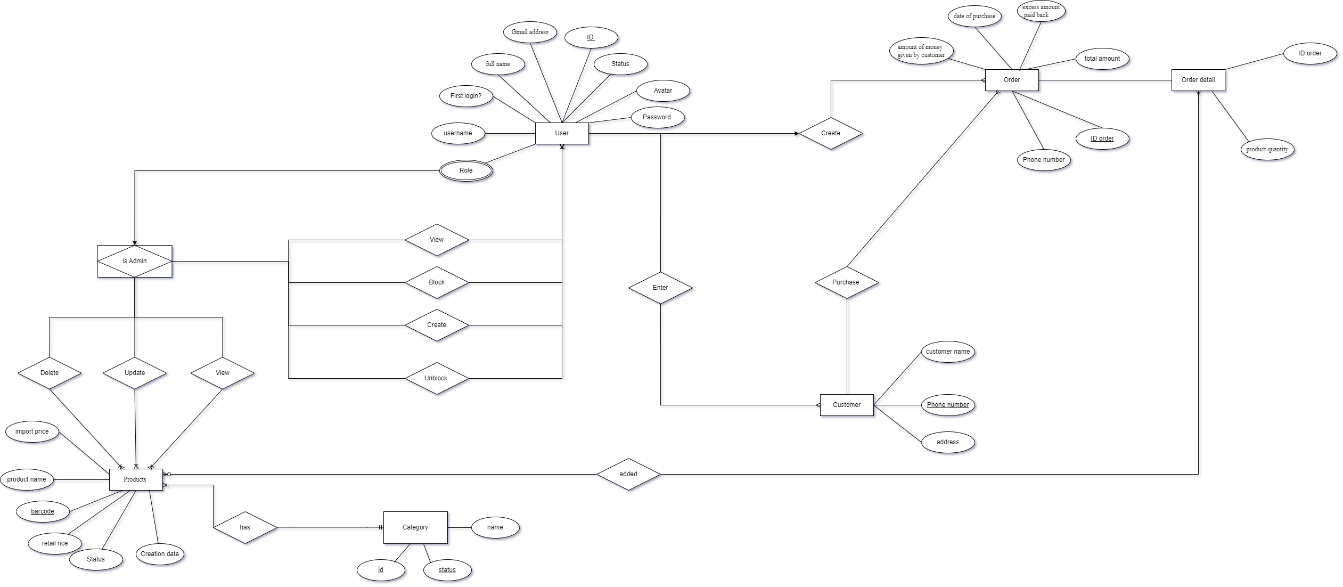 excess amount
paid back
date of purchase
Gmail address
ID
amount of money
given by customer
total amount
ID order
full name
Status
Order
Order detail
First login?
Avatar
Password
username
User
Create
ID order
product quantity
Phone number
Role
View
is Admin
Block
Enter
Purchase
Create
customer name
Delete
Update
View
Unblock
Customer
Phone number
import price
address
product name
Products
added
barcode
has
Category
name
retail rice
Status
Creation date
id
status